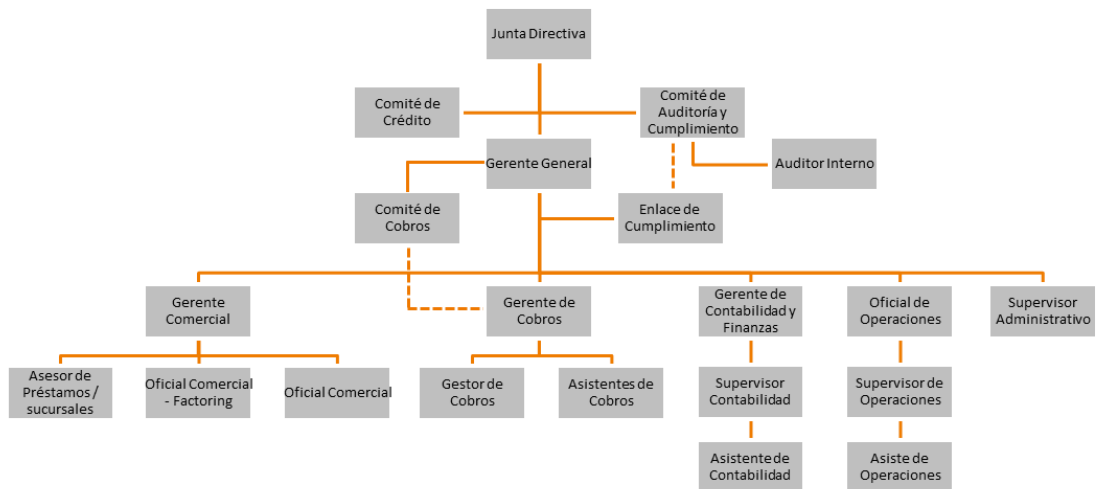 Junta Directiva
Comité de
Crédito
Comité de
Auditoría y
Cumplimiento
Gerente General
Auditor Interno
Comité de
Cobros
Enlace de
Cumplimiento
Gerente
Comercial
Gerente de
Cobros
Gerente de
Contabilidad y
Finanzas
Oficial de
Operaciones
Supervisor
Administrativo
Asesor de
Préstamos /
sucursales
Oficial Comercial
- Factoring
Oficial Comercial
Gestor de
Cobros
Asistentes de
Cobros
Supervisor
Contabilidad
Supervisor de
Operaciones
Asistente de
Contabilidad
Asiste de
Operaciones